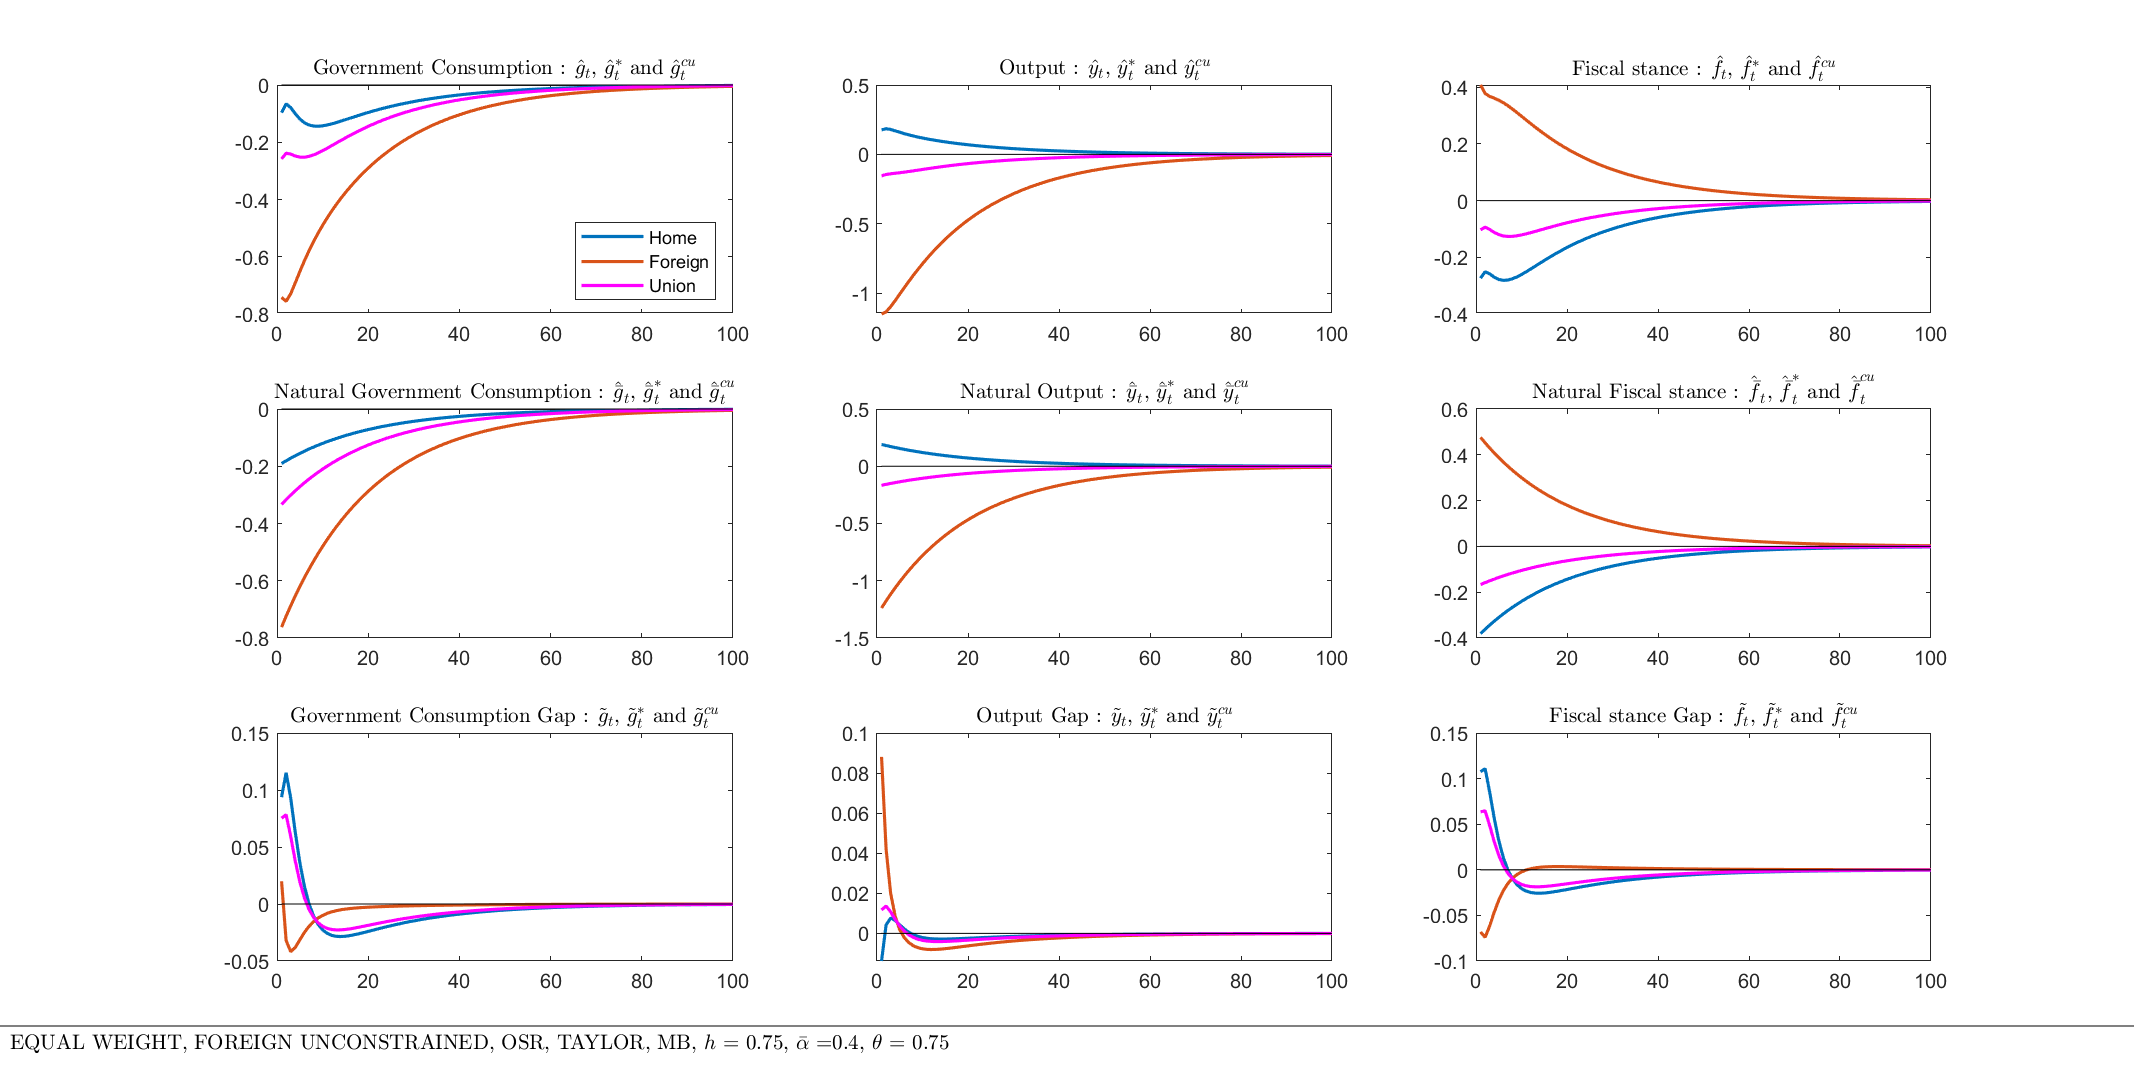 Government Consumption : ĝ_t, ĝ*_t and ĝ^cu_t
Output : ŷ_t, ŷ*_t and ŷ^cu_t
Fiscal stance : f̂_t, f̂*_t and f̂^cu_t
0
-0.2
-0.4
-0.6
-0.8
0 20 40 60 80 100
Home
Foreign
Union
0.5
0
-0.5
-1
0 20 40 60 80 100
0.4
0.2
0
-0.2
-0.4
0 20 40 60 80 100
Natural Government Consumption : ĝ̄_t, ĝ̄*_t and ĝ̄^cu_t
Natural Output : ŷ̄_t, ŷ̄*_t and ŷ̄^cu_t
Natural Fiscal stance : f̄̂_t, f̄̂*_t and f̄̂^cu_t
0
-0.2
-0.4
-0.6
-0.8
0 20 40 60 80 100
0.5
0
-0.5
-1
-1.5
0 20 40 60 80 100
0.6
0.4
0.2
0
-0.2
-0.4
0 20 40 60 80 100
Government Consumption Gap : g̃_t, g̃*_t and g̃^cu_t
Output Gap : ỹ_t, ỹ*_t and ỹ^cu_t
Fiscal stance Gap : f̃_t, f̃*_t and f̃^cu_t
0.15
0.1
0.05
0
-0.05
0 20 40 60 80 100
0.1
0.08
0.06
0.04
0.02
0
0 20 40 60 80 100
0.15
0.1
0.05
0
-0.05
-0.1
0 20 40 60 80 100
EQUAL WEIGHT, FOREIGN UNCONSTRAINED, OSR, TAYLOR, MB, h = 0.75, ᾱ =0.4, θ = 0.75